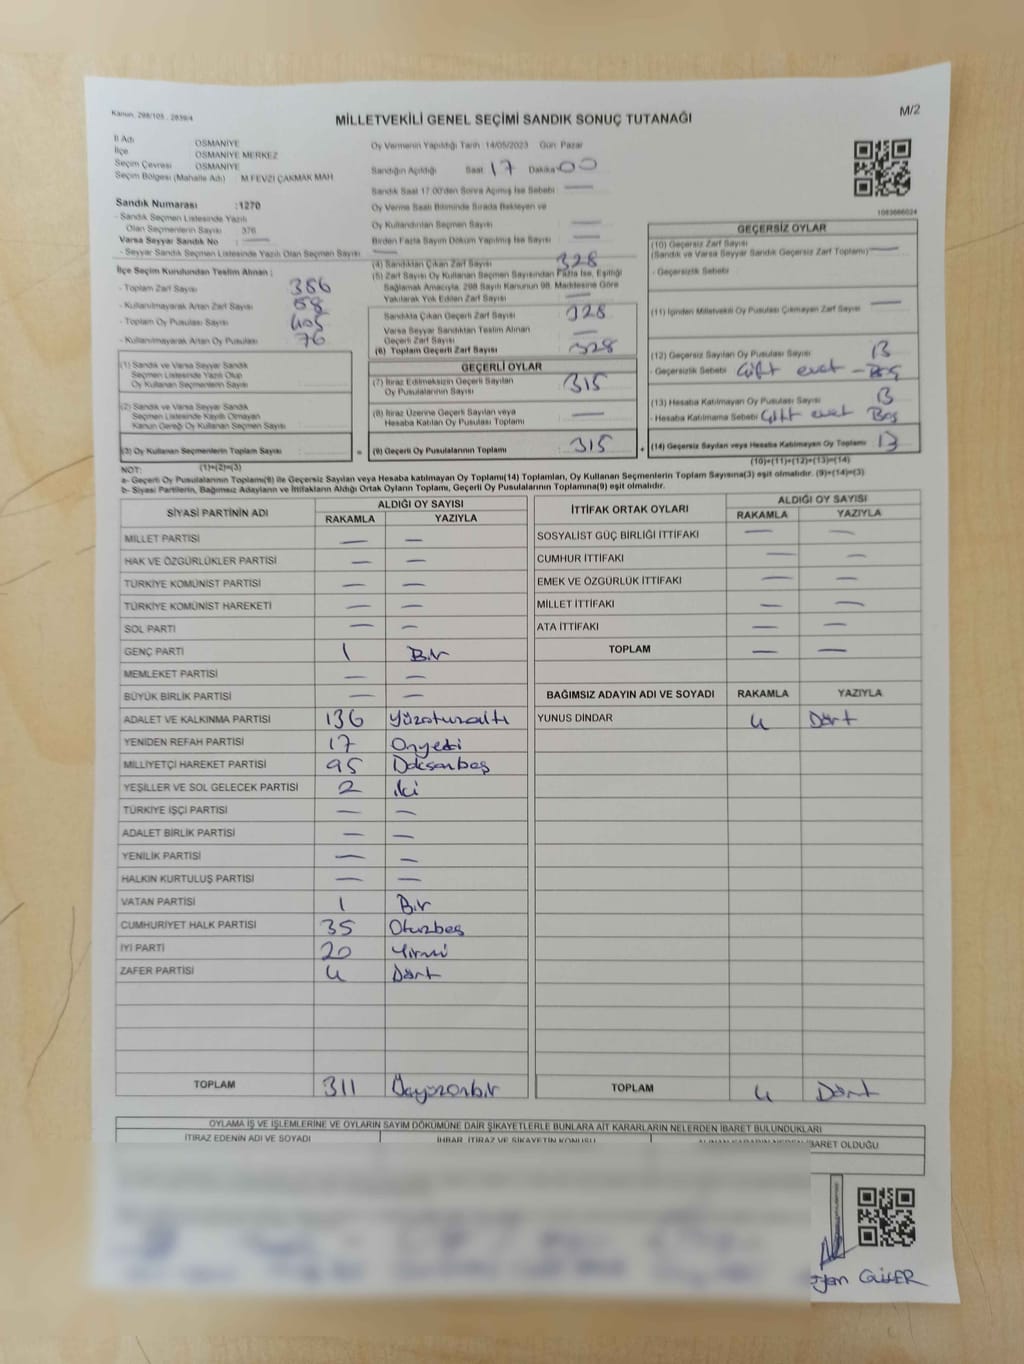 Kanun: 298/105 , 2839/4
M/2
MİLLETVEKİLİ GENEL SEÇİMİ SANDIK SONUÇ TUTANAĞI
İl Adı OSMANİYE
İlçe OSMANİYE MERKEZ
Seçim Çevresi OSMANİYE
Seçim Bölgesi (Mahalle Adı) M.FEVZİ ÇAKMAK MAH
Sandık Numarası :1270
- Sandık Seçmen Listesinde Yazılı
Olan Seçmenlerin Sayısı 376
Varsa Seyyar Sandık No : —
- Seyyar Sandık Seçmen Listesinde Yazılı Olan Seçmen Sayısı —
İlçe Seçim Kurulundan Teslim Alınan :
- Toplam Zarf Sayısı 386
- Kullanılmayarak Artan Zarf Sayısı 58
- Toplam Oy Pusulası Sayısı 405
- Kullanılmayarak Artan Oy Pusulası 76
(1) Sandık ve Varsa Seyyar Sandık
Seçmen Listesinde Yazılı Olup
Oy Kullanan Seçmenlerin Sayısı
(2) Sandık ve Varsa Seyyar Sandık
Seçmen Listesinde Kayıtlı Olmayan
Kanun Gereği Oy Kullanan Seçmen Sayısı
(3) Oy Kullanan Seçmenlerin Toplam Sayısı :
(1)+(2)=(3)
Oy Vermenin Yapıldığı Tarih 14/05/2023 Gün Pazar
Sandığın Açıldığı Saat 17 Dakika 00
Sandık Saat 17.00'den Sonra Açılmış İse Sebebi : —
Oy Verme Saati Bitiminde Sırada Bekleyen ve
Oy Kullandırılan Seçmen Sayısı —
Birden Fazla Sayım Döküm Yapılmış İse Sayısı —
(4) Sandıktan Çıkan Zarf Sayısı 328
(5) Zarf Sayısı Oy Kullanan Seçmen Sayısından Fazla İse, Eşitliği
Sağlamak Amacıyla, 298 Sayılı Kanunun 98. Maddesine Göre
Yakılarak Yok Edilen Zarf Sayısı —
Sandıkta Çıkan Geçerli Zarf Sayısı 328
Varsa Seyyar Sandıktan Teslim Alınan
Geçerli Zarf Sayısı —
(6) Toplam Geçerli Zarf Sayısı 328
GEÇERLİ OYLAR
(7) İtiraz Edilmeksizin Geçerli Sayılan
Oy Pusulalarının Sayısı 315
(8) İtiraz Üzerine Geçerli Sayılan veya
Hesaba Katılan Oy Pusulası Toplamı —
= (9) Geçerli Oy Pusulalarının Toplamı 315
1083666024
GEÇERSİZ OYLAR
(10) Geçersiz Zarf Sayısı
(Sandık ve Varsa Seyyar Sandık Geçersiz Zarf Toplamı) —
- Geçersizlik Sebebi
(11) İçinden Milletvekili Oy Pusulası Çıkmayan Zarf Sayısı —
(12) Geçersiz Sayılan Oy Pusulası Sayısı 13
- Geçersizlik Sebebi Çift evet - Boş
(13) Hesaba Katılmayan Oy Pusulası Sayısı 13
- Hesaba Katılmama Sebebi Çift evet Boş
+ (14) Geçersiz Sayılan veya Hesaba Katılmayan Oy Toplamı 13
(10)+(11)+(12)+(13)=(14)
NOT:
a- Geçerli Oy Pusulalarının Toplamı(9) ile Geçersiz Sayılan veya Hesaba katılmayan Oy Toplamı(14) Toplamları, Oy Kullanan Seçmenlerin Toplam Sayısına(3) eşit olmalıdır. (9)+(14)=(3)
b- Siyasi Partilerin, Bağımsız Adayların ve İttifakların Aldığı Ortak Oyların Toplamı, Geçerli Oy Pusulalarının Toplamına(9) eşit olmalıdır.
SİYASİ PARTİNİN ADI ALDIĞI OY SAYISI
RAKAMLA YAZIYLA
MİLLET PARTİSİ — —
HAK VE ÖZGÜRLÜKLER PARTİSİ — —
TÜRKİYE KOMÜNİST PARTİSİ — —
TÜRKİYE KOMÜNİST HAREKETİ — —
SOL PARTİ — —
GENÇ PARTİ 1 Bir
MEMLEKET PARTİSİ — —
BÜYÜK BİRLİK PARTİSİ — —
ADALET VE KALKINMA PARTİSİ 136 Yüzotuzaltı
YENİDEN REFAH PARTİSİ 17 Onyedi
MİLLİYETÇİ HAREKET PARTİSİ 95 Doksanbeş
YEŞİLLER VE SOL GELECEK PARTİSİ 2 iki
TÜRKİYE İŞÇİ PARTİSİ — —
ADALET BİRLİK PARTİSİ — —
YENİLİK PARTİSİ — —
HALKIN KURTULUŞ PARTİSİ — —
VATAN PARTİSİ 1 Bir
CUMHURİYET HALK PARTİSİ 35 Otuzbeş
İYİ PARTİ 20 Yirmi
ZAFER PARTİSİ 4 Dört
TOPLAM 311 Üçyüzonbir
İTTİFAK ORTAK OYLARI ALDIĞI OY SAYISI
RAKAMLA YAZIYLA
SOSYALİST GÜÇ BİRLİĞİ İTTİFAKI — —
CUMHUR İTTİFAKI — —
EMEK VE ÖZGÜRLÜK İTTİFAKI — —
MİLLET İTTİFAKI — —
ATA İTTİFAKI — —
TOPLAM — —
BAĞIMSIZ ADAYIN ADI VE SOYADI RAKAMLA YAZIYLA
YUNUS DİNDAR 4 Dört
TOPLAM 4 Dört
OYLAMA İŞ VE İŞLEMLERİNE VE OYLARIN SAYIM DÖKÜMÜNE DAİR ŞİKAYETLERLE BUNLARA AİT KARARLARIN NELERDEN İBARET BULUNDUKLARI
İTİRAZ EDENİN ADI VE SOYADI İHBAR, İTİRAZ VE ŞİKAYETİN KONUSU İBARET OLDUĞU
GÜLER